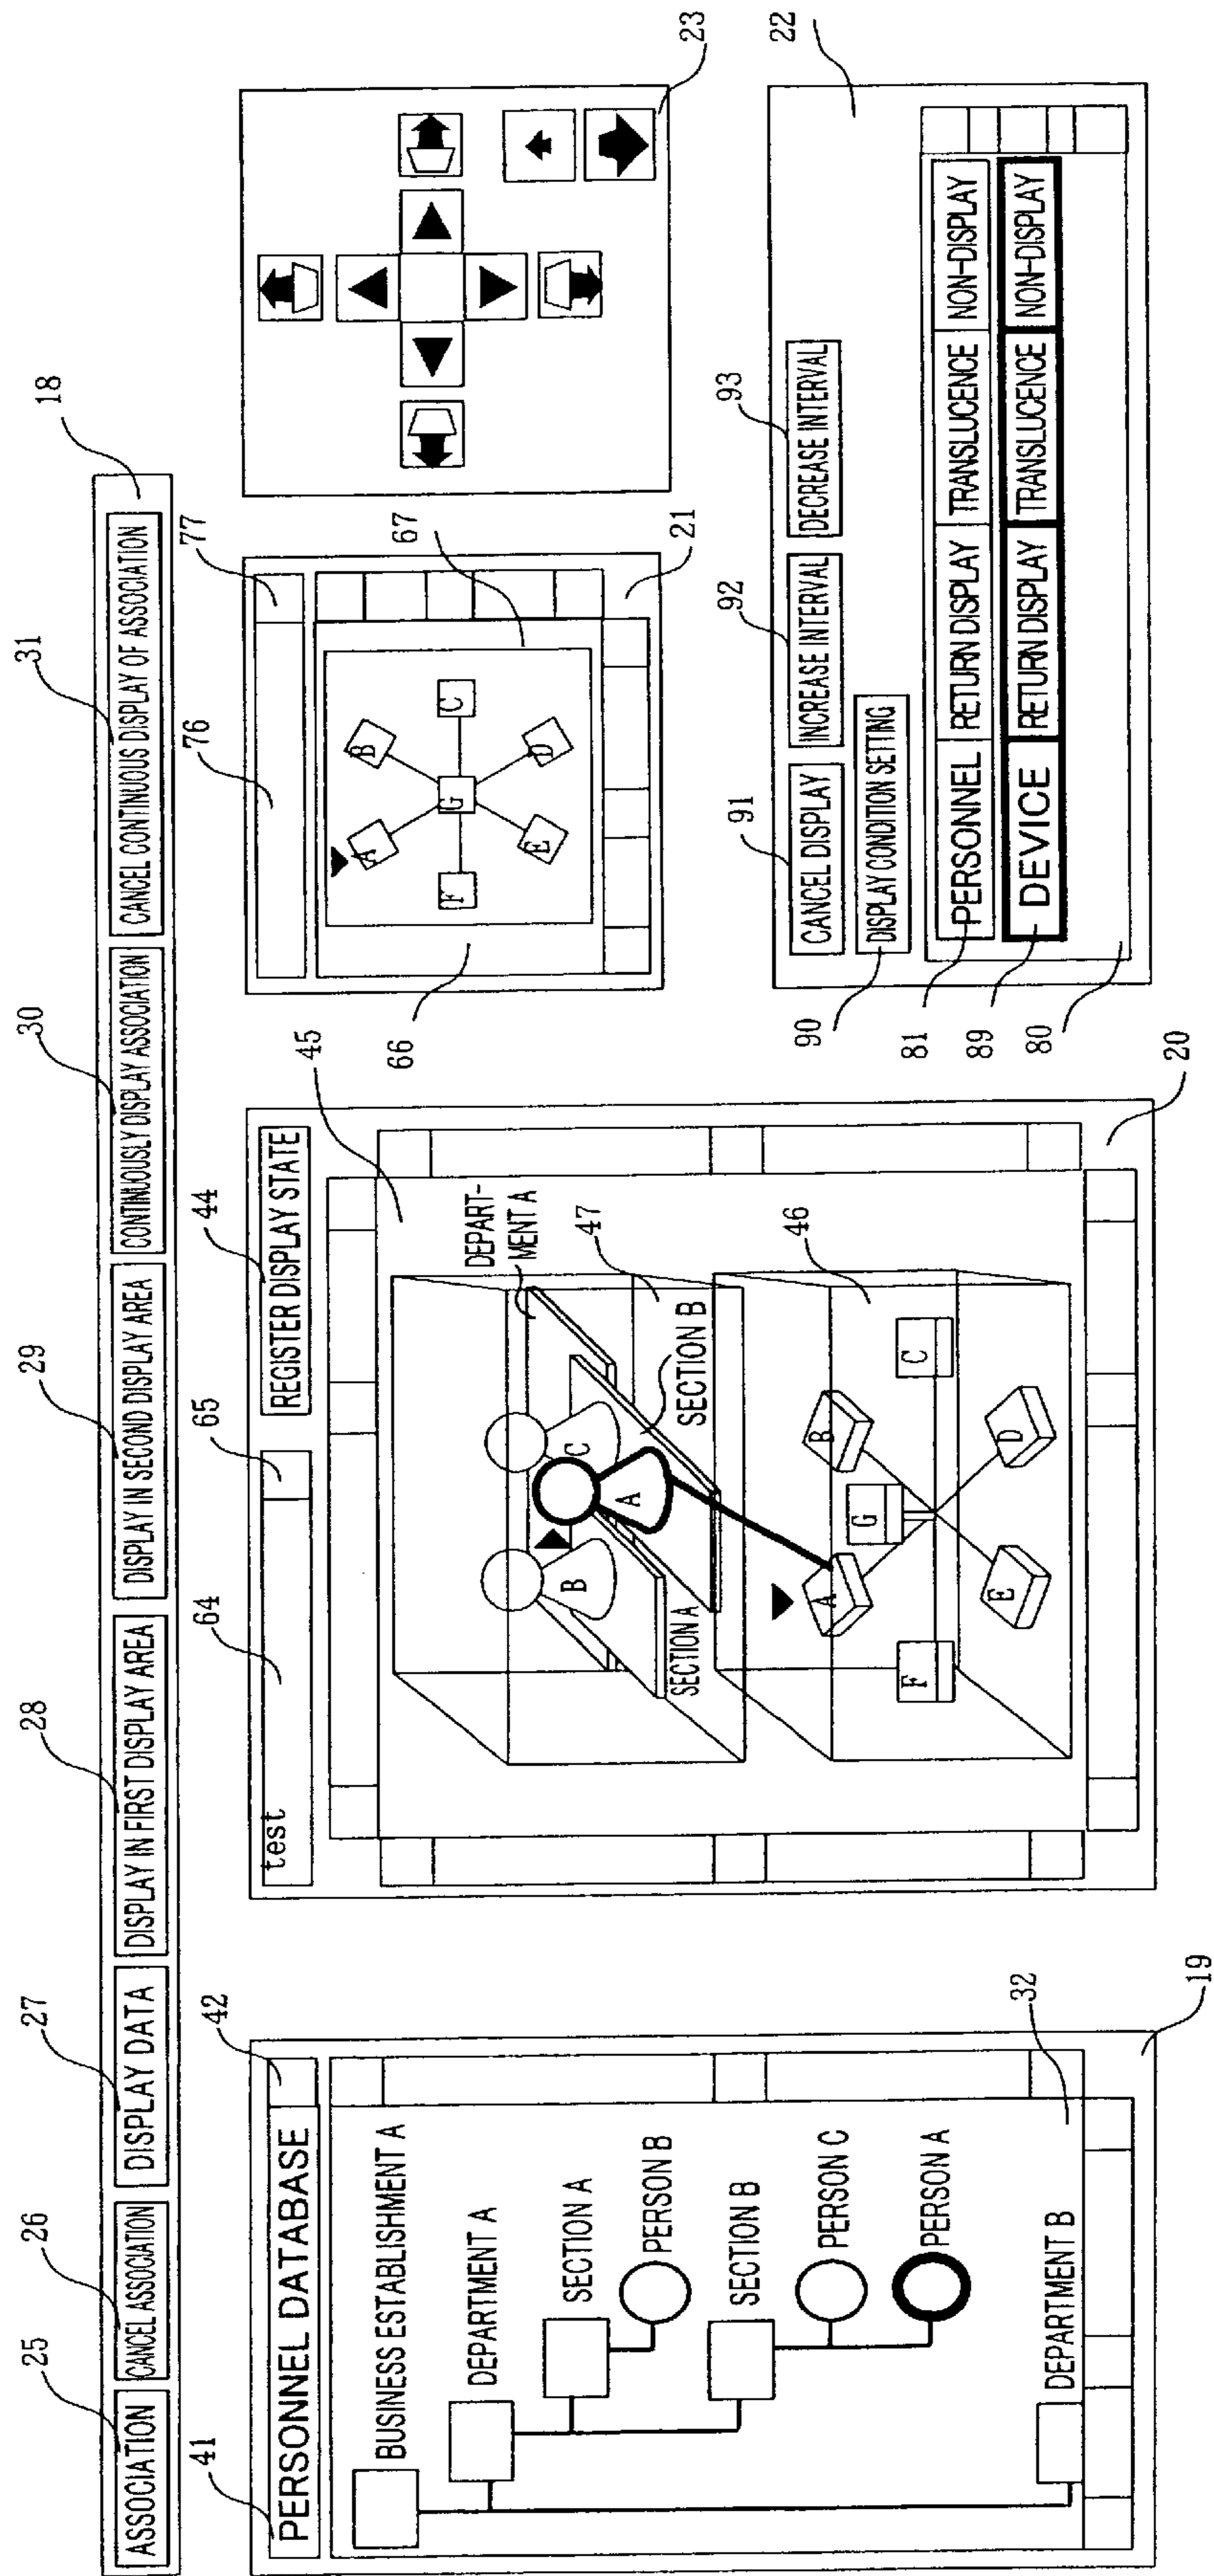 25
26
27
28
29
30
31
18
ASSOCIATION
CANCEL ASSOCIATION
DISPLAY DATA
DISPLAY IN FIRST DISPLAY AREA
DISPLAY IN SECOND DISPLAY AREA
CONTINUOUSLY DISPLAY ASSOCIATION
CANCEL CONTINUOUS DISPLAY OF ASSOCIATION
41
42
PERSONNEL DATABASE
BUSINESS ESTABLISHMENT A
DEPARTMENT A
SECTION A
PERSON B
SECTION B
PERSON C
PERSON A
DEPARTMENT B
32
19
64
65
44
test
REGISTER DISPLAY STATE
45
DEPART-
MENT A
47
C
A
B
SECTION B
SECTION A
46
A
B
C
D
E
F
G
20
76
77
A
B
C
D
E
F
G
66
67
21
23
91
92
93
CANCEL DISPLAY
INCREASE INTERVAL
DECREASE INTERVAL
90
DISPLAY CONDITION SETTING
22
81
PERSONNEL
RETURN DISPLAY
TRANSLUCENCE
NON-DISPLAY
89
DEVICE
RETURN DISPLAY
TRANSLUCENCE
NON-DISPLAY
80